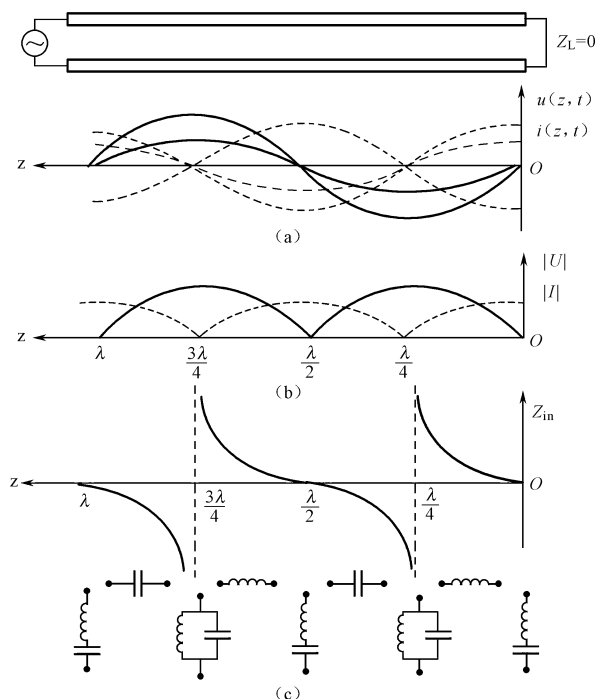 Z_L=0
u(z,t)
i(z,t)
z
O
(a)
|U|
|I|
z
O
λ
3λ/4
λ/2
λ/4
(b)
Z_in
z
O
λ
3λ/4
λ/2
λ/4
(c)